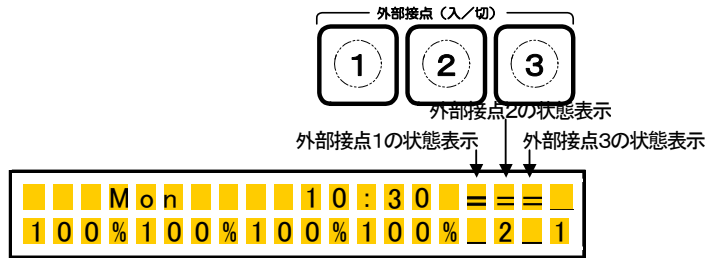 外部接点（入／切）
1 2 3
外部接点2の状態表示
外部接点1の状態表示 外部接点3の状態表示
Mon 10:30 ===_
100%100%100%100%_2_1